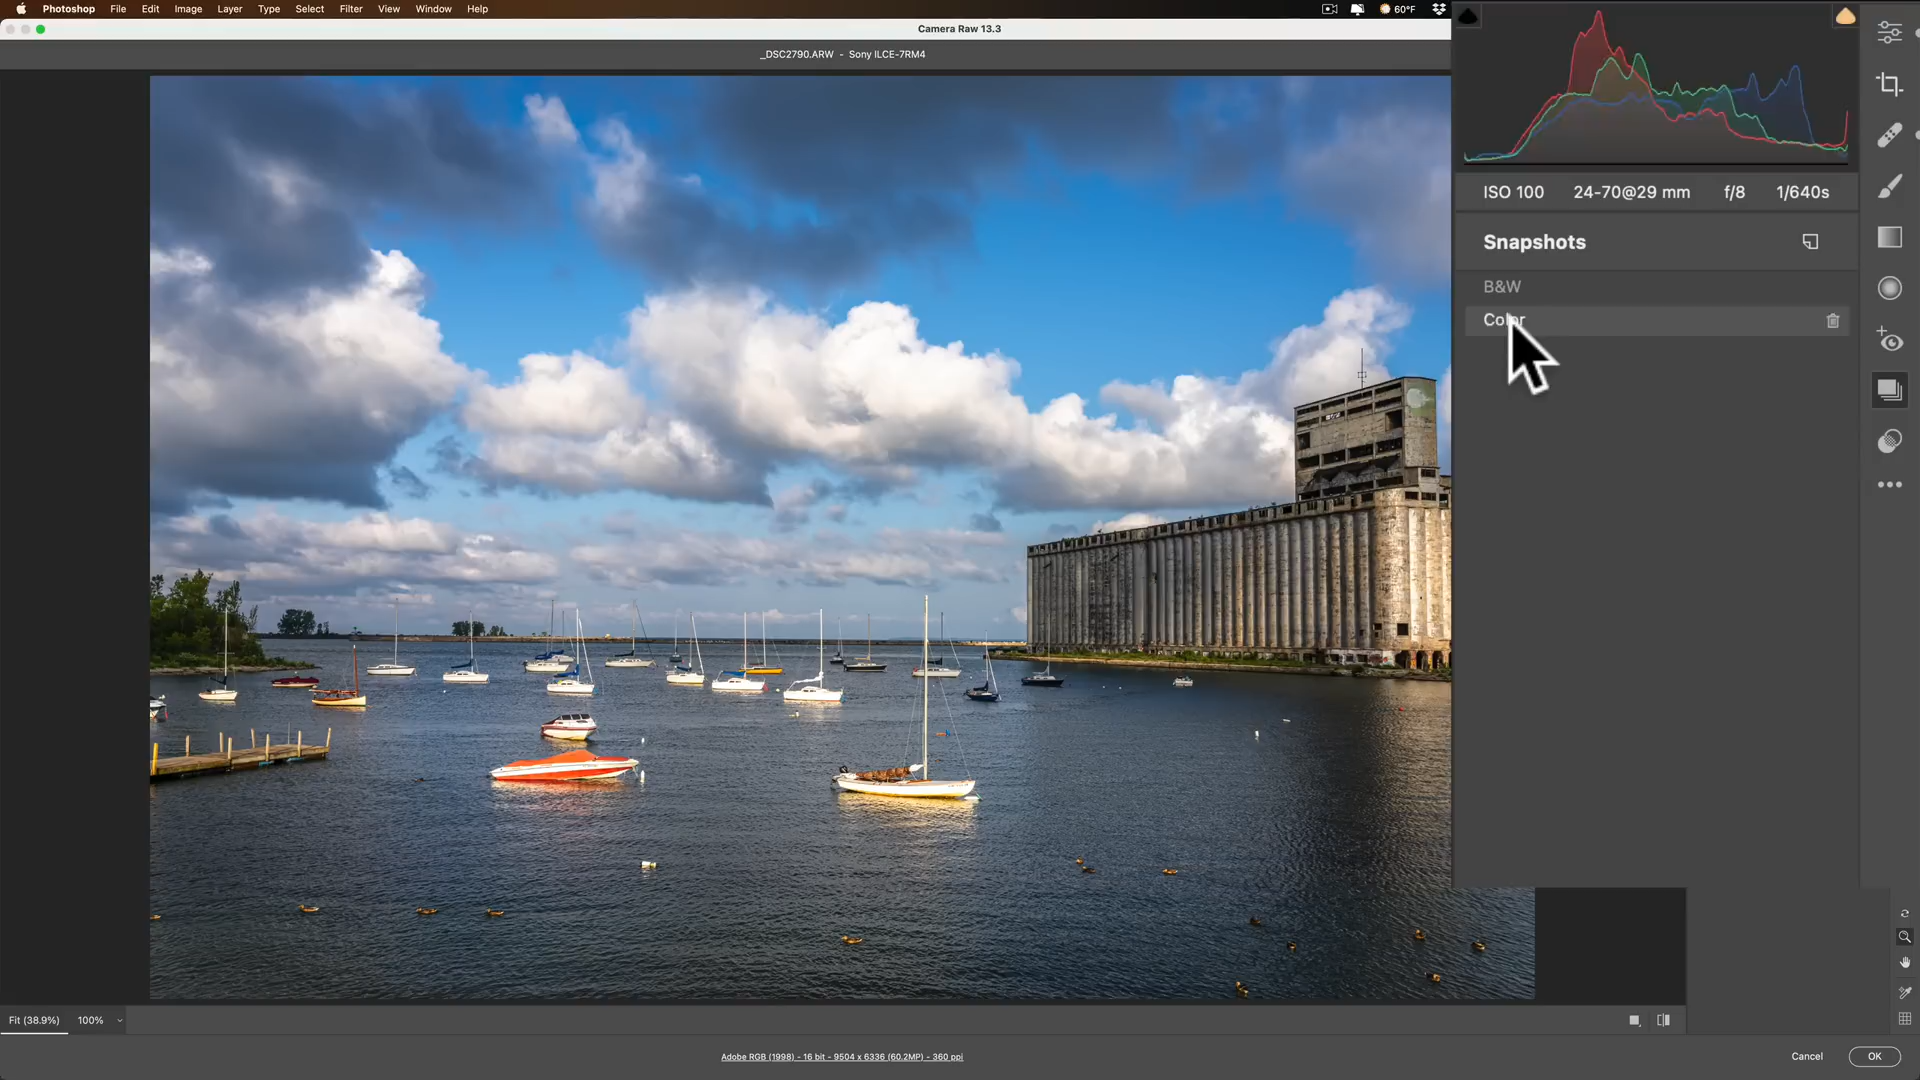 Photoshop File Edit Image Layer Type Select Filter View Window Help 60°F
Camera Raw 13.3
_DSC2790.ARW - Sony ILCE-7RM4
ISO 100 24-70@29 mm f/8 1/640s
Snapshots
B&W
Color
Fit (38.9%) 100%
Adobe RGB (1998) - 16 bit - 9504 x 6336 (60.2MP) - 360 ppi
Cancel OK